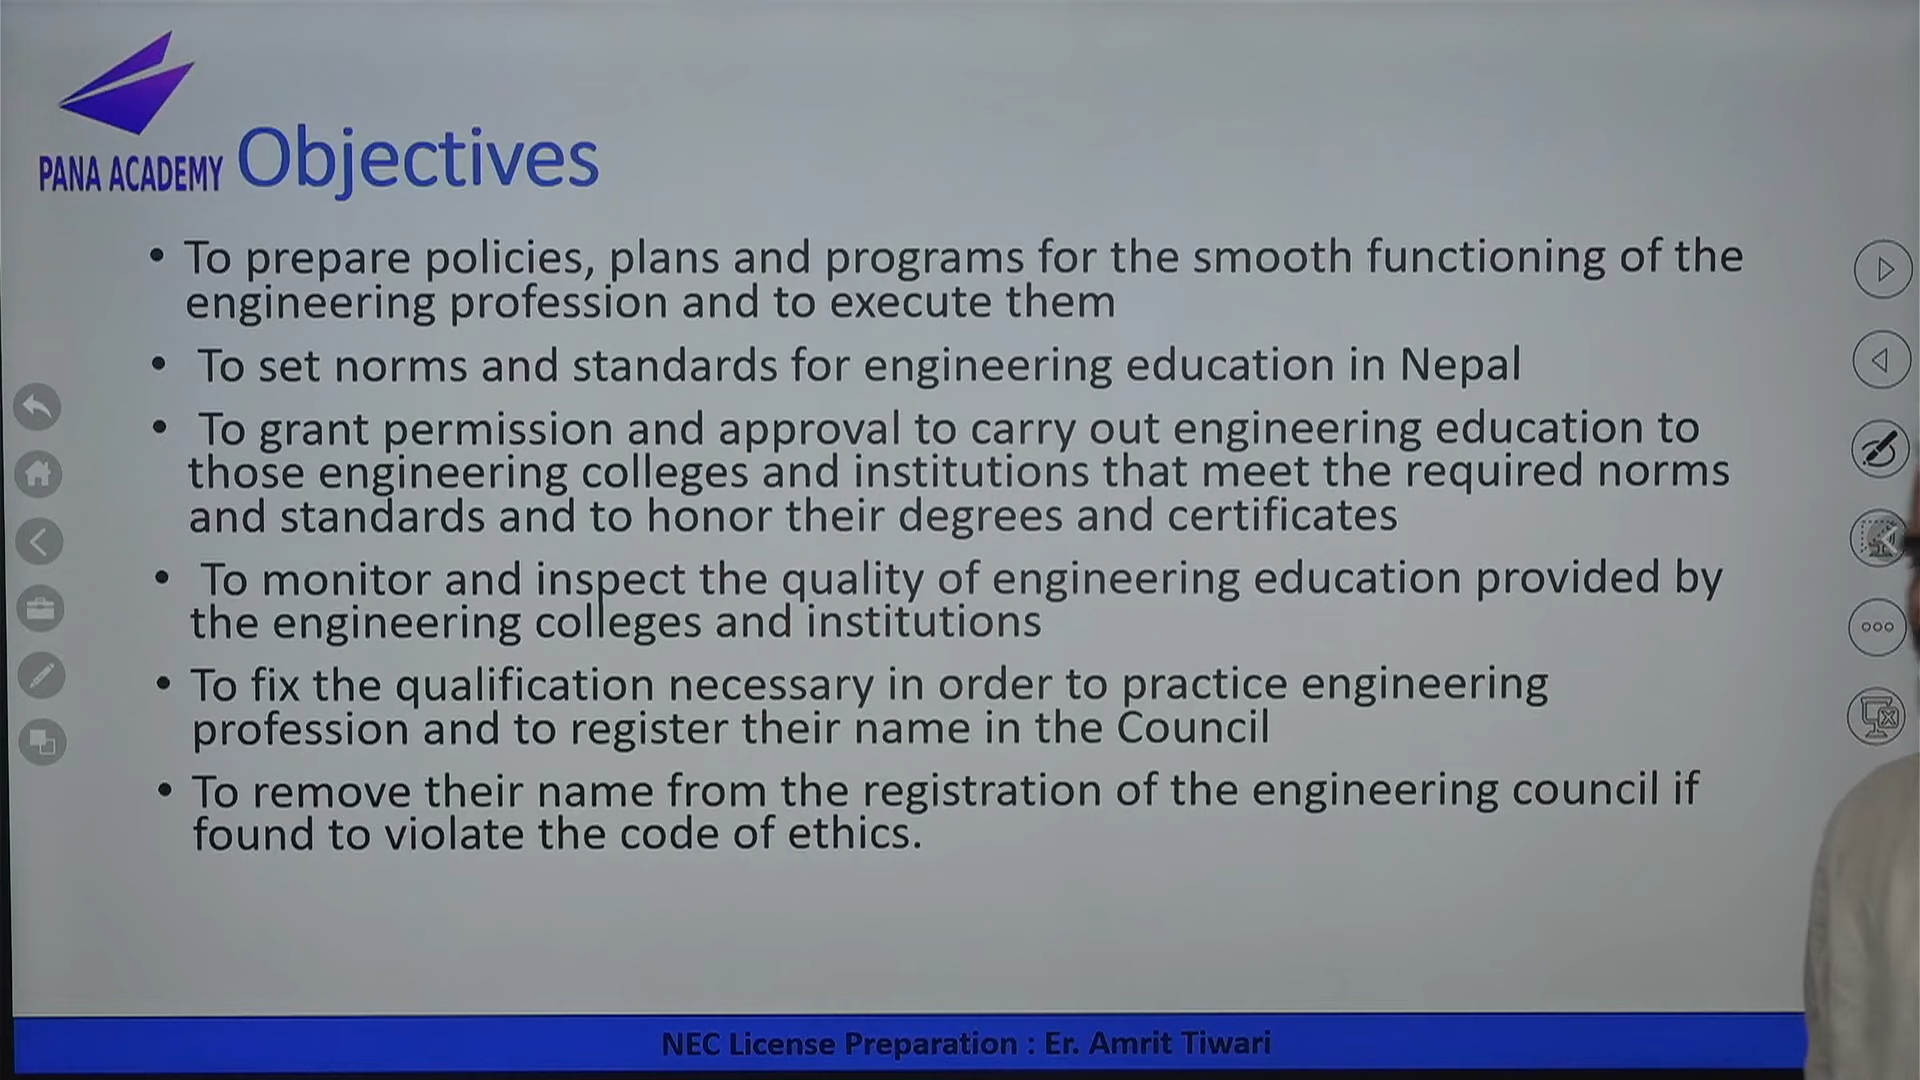 PANA ACADEMY
Objectives
• To prepare policies, plans and programs for the smooth functioning of the
engineering profession and to execute them
• To set norms and standards for engineering education in Nepal
• To grant permission and approval to carry out engineering education to
those engineering colleges and institutions that meet the required norms
and standards and to honor their degrees and certificates
• To monitor and inspect the quality of engineering education provided by
the engineering colleges and institutions
• To fix the qualification necessary in order to practice engineering
profession and to register their name in the Council
• To remove their name from the registration of the engineering council if
found to violate the code of ethics.
NEC License Preparation : Er. Amrit Tiwari